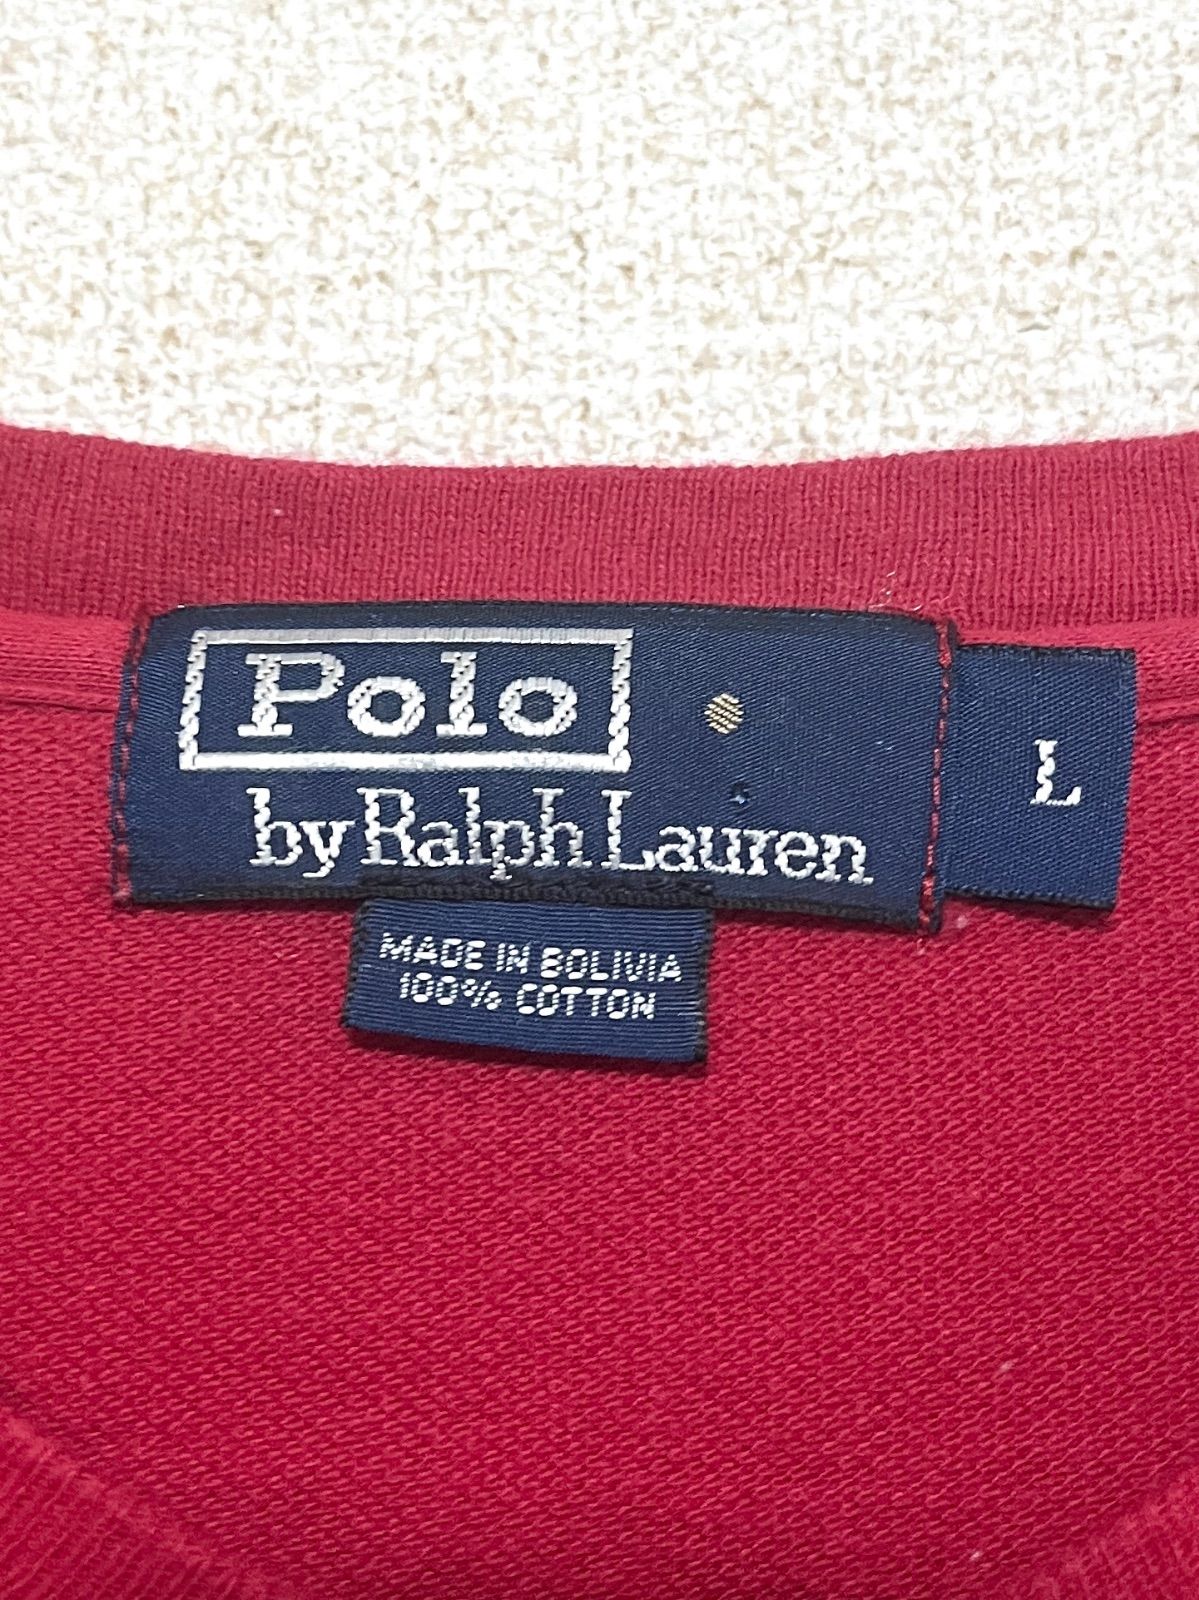 Polo
by Ralph Lauren
L
MADE IN BOLIVIA
100% COTTON